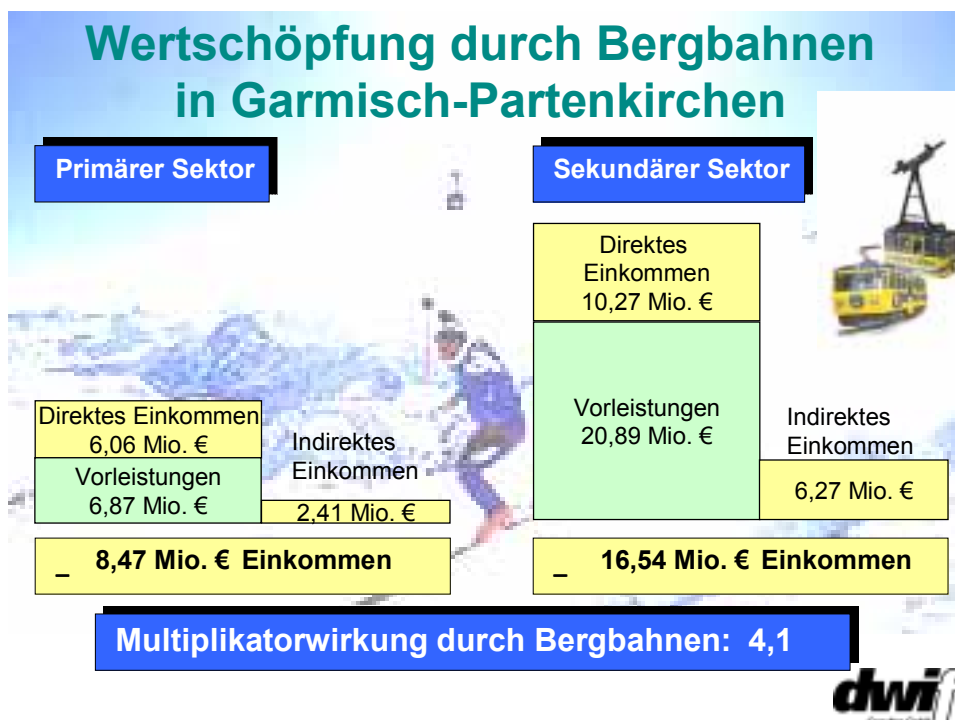 Wertschöpfung durch Bergbahnen
in Garmisch-Partenkirchen
Primärer Sektor
Direktes Einkommen
6,06 Mio. €
Vorleistungen
6,87 Mio. €
Indirektes
Einkommen
2,41 Mio. €
_ 8,47 Mio. € Einkommen
Sekundärer Sektor
Direktes
Einkommen
10,27 Mio. €
Vorleistungen
20,89 Mio. €
Indirektes
Einkommen
6,27 Mio. €
_ 16,54 Mio. € Einkommen
Multiplikatorwirkung durch Bergbahnen: 4,1
dwif